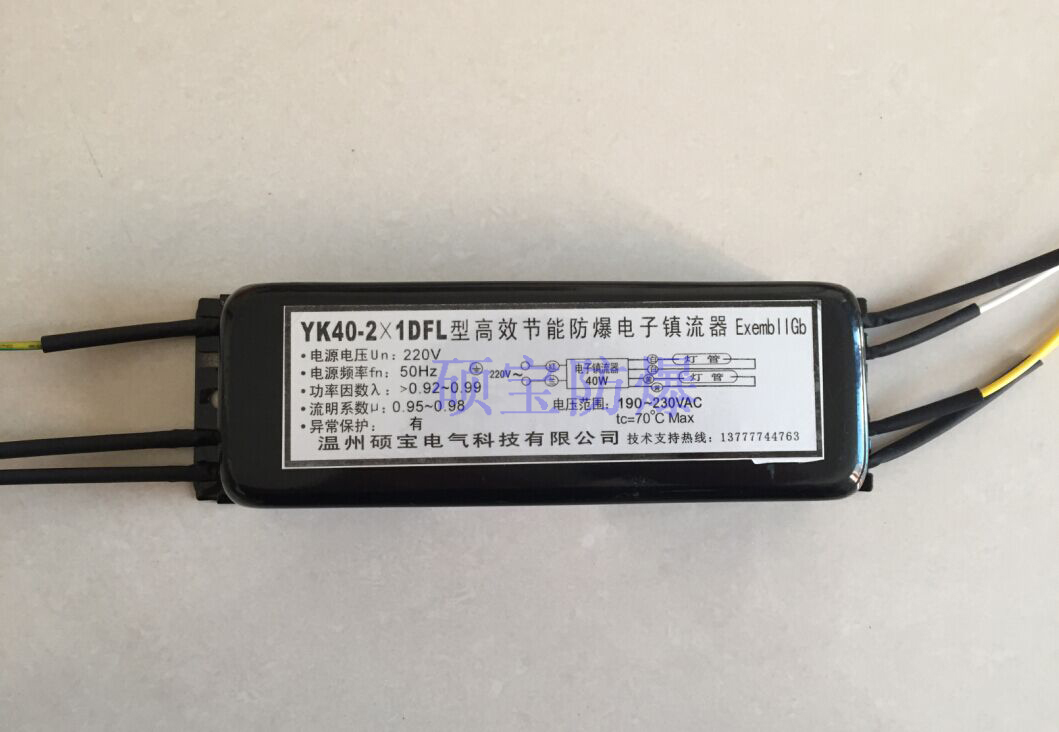 YK40-2×1DFL型高效节能防爆电子镇流器 ExembllGb
·电源电压Un: 220V
·电源频率fn: 50Hz
·功率因数λ: >0.92~0.99
·流明系数μ: 0.95~0.98
·异常保护: 有
220V~
电子镇流器
40W
灯管
灯管
电压范围: 190~230VAC
tc=70℃ Max
温州硕宝电气科技有限公司 技术支持热线: 13777744763
硕宝防爆